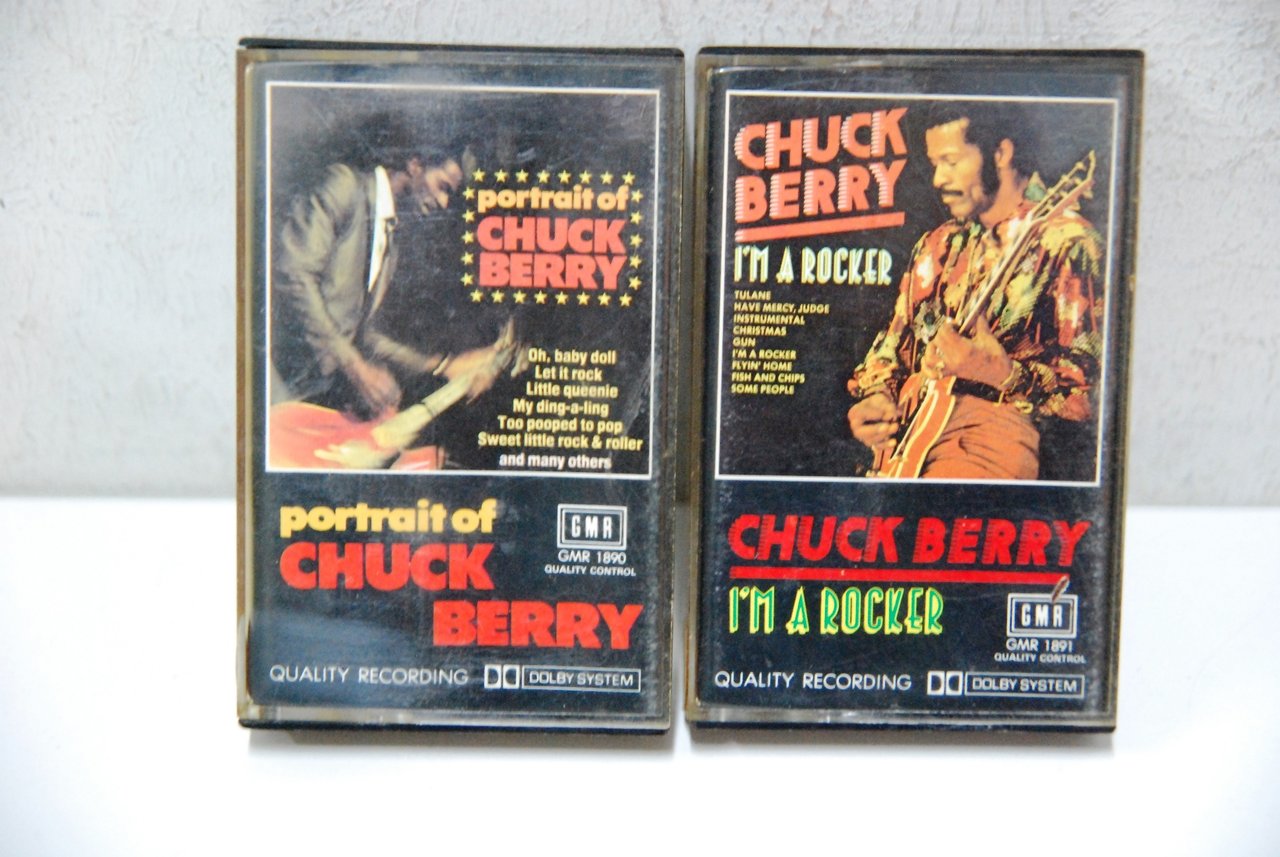 portrait of
CHUCK
BERRY
Oh, baby doll
Let it rock
Little queenie
My ding-a-ling
Too pooped to pop
Sweet little rock & roller
and many others
portrait of
CHUCK
BERRY
GMR
GMR 1890
QUALITY CONTROL
QUALITY RECORDING DOLBY SYSTEM
CHUCK
BERRY
I'M A ROCKER
TULANE
HAVE MERCY, JUDGE
INSTRUMENTAL
CHRISTMAS
GUN
I'M A ROCKER
FLYIN' HOME
FISH AND CHIPS
SOME PEOPLE
CHUCK BERRY
I'M A ROCKER
GMR
GMR 1891
QUALITY CONTROL
QUALITY RECORDING DOLBY SYSTEM